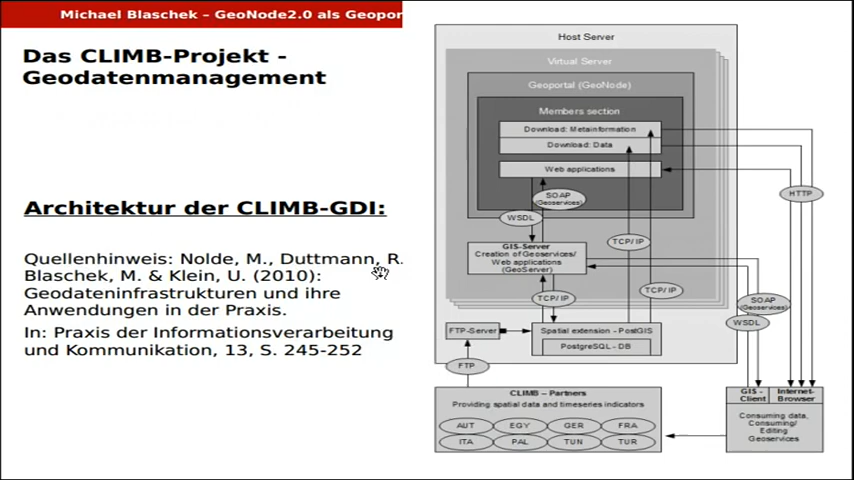 Michael Blaschek – GeoNode2.0 als Geopor
Das CLIMB-Projekt -
Geodatenmanagement
Architektur der CLIMB-GDI:
Quellenhinweis: Nolde, M., Duttmann, R.
Blaschek, M. & Klein, U. (2010):
Geodateninfrastrukturen und ihre
Anwendungen in der Praxis.
In: Praxis der Informationsverarbeitung
und Kommunikation, 13, S. 245-252
Host Server
Virtual Server
Geoportal (GeoNode)
Members section
Download: Metainformation
Download: Data
Web applications
SOAP
(Geoservices)
WSDL
HTTP
GIS-Server
Creation of Geoservices/
Web applications
(GeoServer)
TCP/ IP
TCP/ IP
TCP/ IP
SOAP
(Geoservices)
WSDL
FTP-Server
Spatial extension - PostGIS
PostgreSQL - DB
FTP
CLIMB – Partners
Providing spatial data and timeseries indicators
AUT EGY GER FRA
ITA PAL TUN TUR
GIS -
Client
Internet-
Browser
Consuming data,
Consuming/
Editing
Geoservices